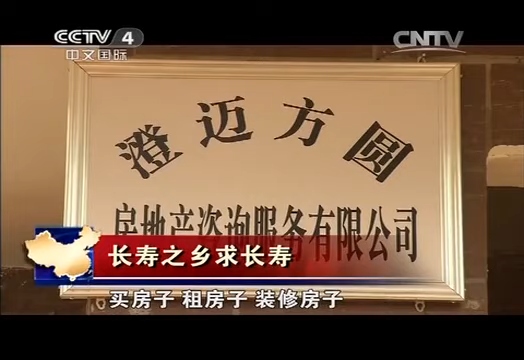 CCTV 4
中文国际
CNTV
澄迈方圆
房地产咨询服务有限公司
长寿之乡求长寿
买房子 租房子 装修房子